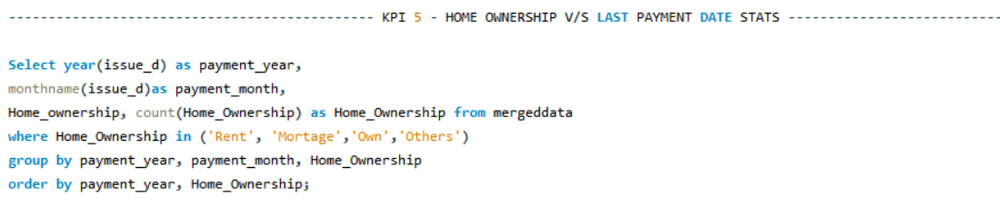 ---------------------------------------------- KPI 5 - HOME OWNERSHIP V/S LAST PAYMENT DATE STATS ---------------------------
Select year(issue_d) as payment_year,
monthname(issue_d)as payment_month,
Home_ownership, count(Home_Ownership) as Home_Ownership from mergeddata
where Home_Ownership in ('Rent', 'Mortage','Own','Others')
group by payment_year, payment_month, Home_Ownership
order by payment_year, Home_Ownership;